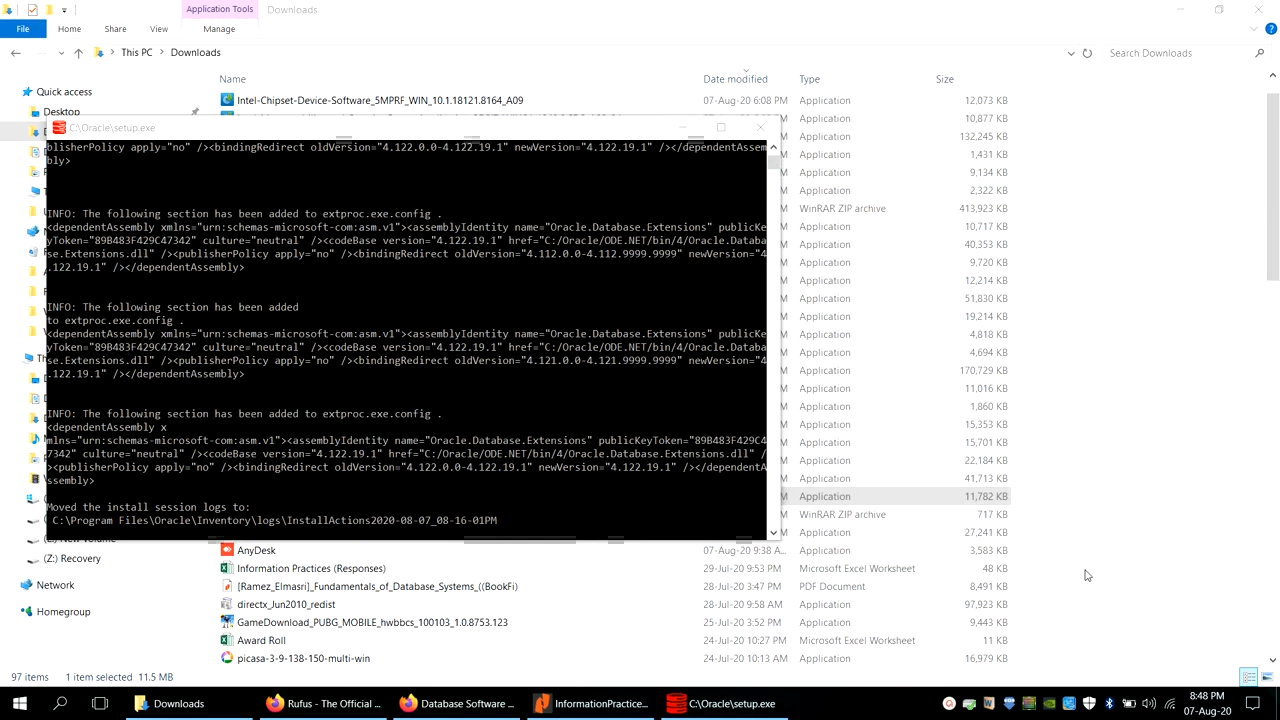 Application Tools
Downloads
File
Home
Share
View
Manage
This PC
Downloads
Search Downloads
Name
Date modified
Type
Size
Quick access
Desktop
Intel-Chipset-Device-Software_5MPRF_WIN_10.1.18121.8164_A09 07-Aug-20 6:08 PM Application 12,073 KB
Application 10,877 KB
C:\Oracle\setup.exe
Application 132,245 KB
Application 1,431 KB
Application 9,134 KB
Application 2,322 KB
WinRAR ZIP archive 413,923 KB
Application 10,717 KB
Application 40,353 KB
Application 9,720 KB
Application 12,214 KB
Application 51,830 KB
Application 19,214 KB
Application 4,818 KB
Application 4,694 KB
Application 170,729 KB
Application 11,016 KB
Application 1,860 KB
Application 15,353 KB
Application 15,701 KB
Application 22,184 KB
Application 41,713 KB
Application 11,782 KB
WinRAR ZIP archive 717 KB
Application 27,241 KB
blisherPolicy apply="no" /><bindingRedirect oldVersion="4.122.0.0-4.122.19.1" newVersion="4.122.19.1" /></dependentAssem
bly>
INFO: The following section has been added to extproc.exe.config .
<dependentAssembly xmlns="urn:schemas-microsoft-com:asm.v1"><assemblyIdentity name="Oracle.Database.Extensions" publicKe
yToken="89B483F429C47342" culture="neutral" /><codeBase version="4.122.19.1" href="C:/Oracle/ODE.NET/bin/4/Oracle.Databa
se.Extensions.dll" /><publisherPolicy apply="no" /><bindingRedirect oldVersion="4.112.0.0-4.112.9999.9999" newVersion="4
.122.19.1" /></dependentAssembly>
INFO: The following section has been added
to extproc.exe.config .
<dependentAssembly xmlns="urn:schemas-microsoft-com:asm.v1"><assemblyIdentity name="Oracle.Database.Extensions" publicKe
yToken="89B483F429C47342" culture="neutral" /><codeBase version="4.122.19.1" href="C:/Oracle/ODE.NET/bin/4/Oracle.Databa
se.Extensions.dll" /><publisherPolicy apply="no" /><bindingRedirect oldVersion="4.121.0.0-4.121.9999.9999" newVersion="4
.122.19.1" /></dependentAssembly>
INFO: The following section has been added to extproc.exe.config .
<dependentAssembly x
mlns="urn:schemas-microsoft-com:asm.v1"><assemblyIdentity name="Oracle.Database.Extensions" publicKeyToken="89B483F429C4
7342" culture="neutral" /><codeBase version="4.122.19.1" href="C:/Oracle/ODE.NET/bin/4/Oracle.Database.Extensions.dll" /
><publisherPolicy apply="no" /><bindingRedirect oldVersion="4.122.0.0-4.122.19.1" newVersion="4.122.19.1" /></dependentA
ssembly>
Moved the install session logs to:
C:\Program Files\Oracle\Inventory\logs\InstallActions2020-08-07_08-16-01PM
(Z:) Recovery
Network
Homegroup
AnyDesk 07-Aug-20 9:38 A... Application 3,583 KB
Information Practices (Responses) 29-Jul-20 9:53 PM Microsoft Excel Worksheet 48 KB
[Ramez_Elmasri]_Fundamentals_of_Database_Systems_((BookFi) 28-Jul-20 3:47 PM PDF Document 8,491 KB
directx_Jun2010_redist 28-Jul-20 9:58 AM Application 97,923 KB
GameDownload_PUBG_MOBILE_hwbbcs_100103_1.0.8753.123 25-Jul-20 3:52 PM Application 9,443 KB
Award Roll 24-Jul-20 10:27 PM Microsoft Excel Worksheet 11 KB
picasa-3-9-138-150-multi-win 24-Jul-20 10:13 AM Application 16,979 KB
97 items 1 item selected 11.5 MB
Downloads
Rufus - The Official ...
Database Software ...
InformationPractice...
C:\Oracle\setup.exe
8:48 PM
07-Aug-20